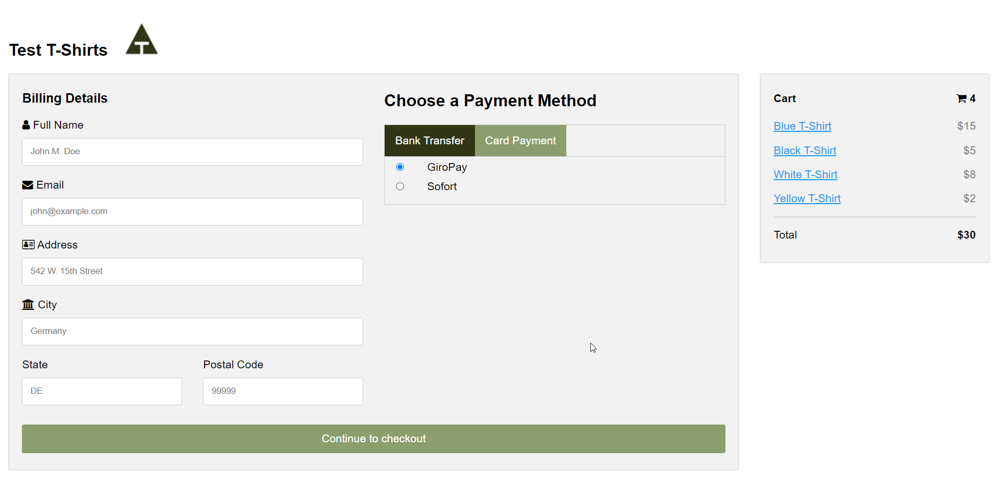 Test T-Shirts
T
Billing Details
Full Name
John M. Doe
Email
john@example.com
Address
542 W. 15th Street
City
Germany
State
Postal Code
DE
99999
Choose a Payment Method
Bank Transfer
Card Payment
GiroPay
Sofort
Continue to checkout
Cart 4
Blue T-Shirt $15
Black T-Shirt $5
White T-Shirt $8
Yellow T-Shirt $2
Total $30